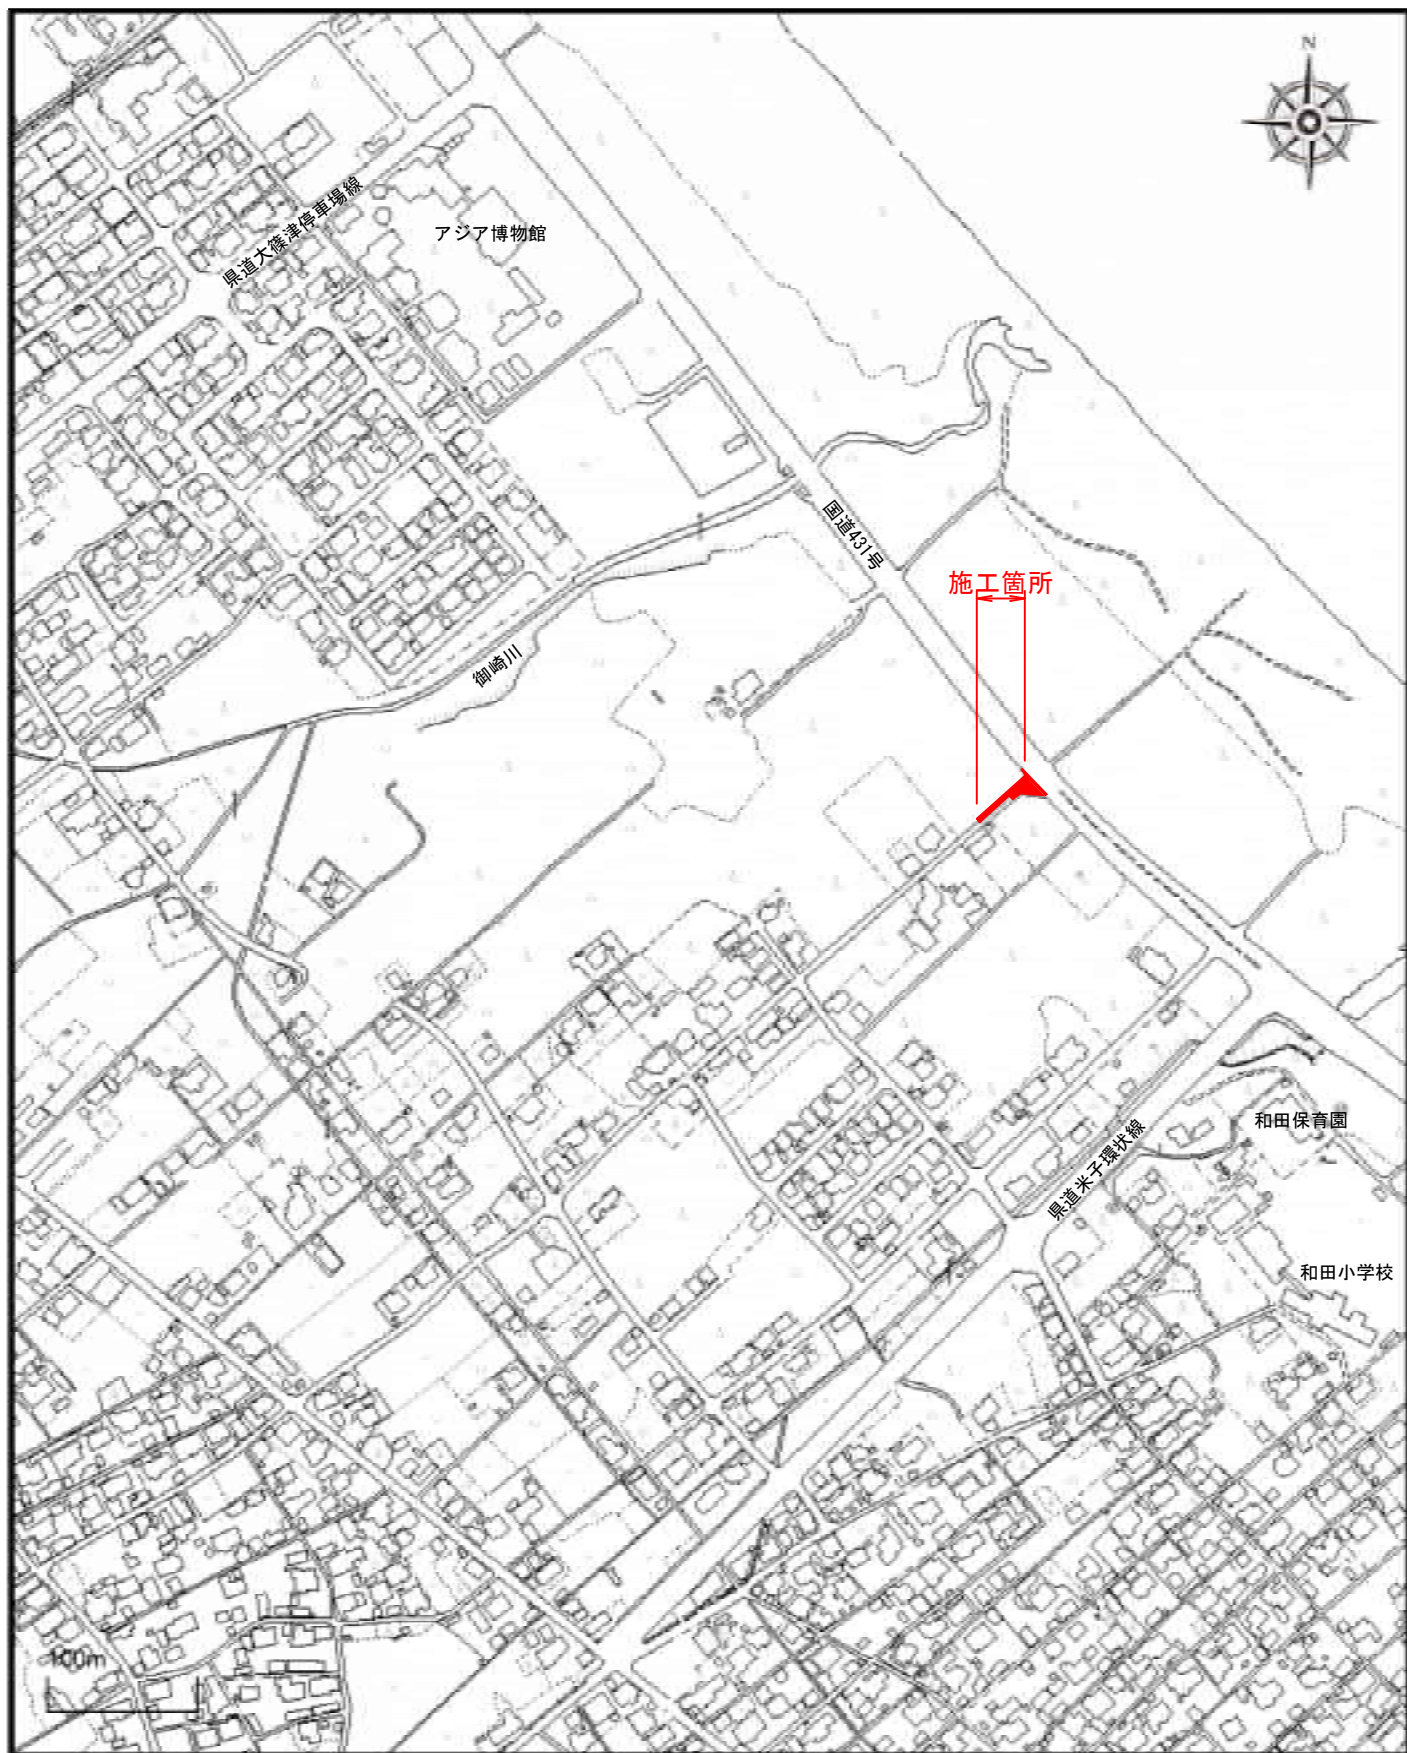 N
県道大篠津停車場線
アジア博物館
国道431号
施工箇所
御崎川
和田保育園
県道米子環状線
和田小学校
100m